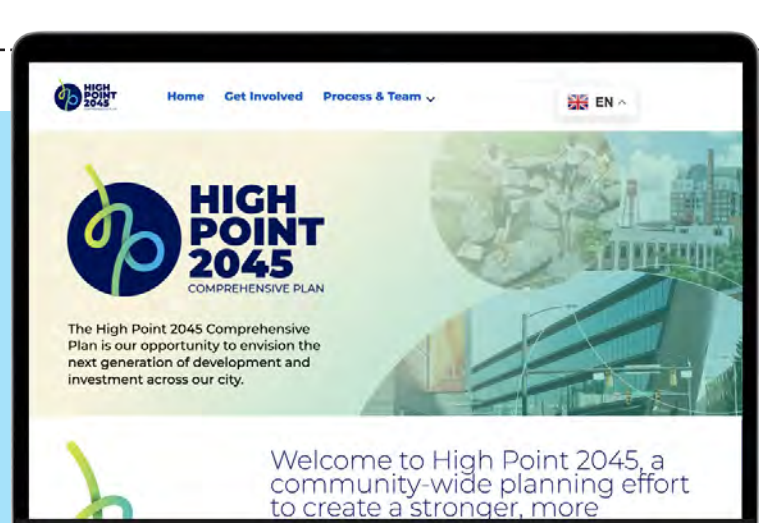 HIGH
POINT
2045
COMPREHENSIVE PLAN
Home Get Involved Process & Team
EN
HIGH
POINT
2045
COMPREHENSIVE PLAN
The High Point 2045 Comprehensive
Plan is our opportunity to envision the
next generation of development and
investment across our city.
Welcome to High Point 2045, a
community-wide planning effort
to create a stronger, more